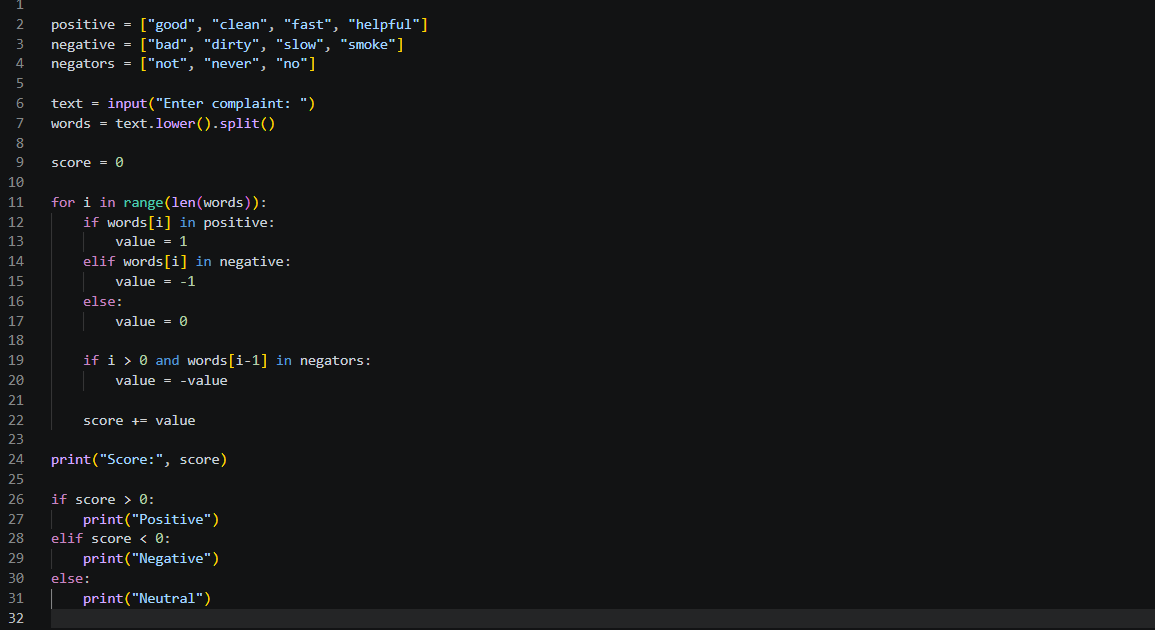 1
2 positive = ["good", "clean", "fast", "helpful"]
3 negative = ["bad", "dirty", "slow", "smoke"]
4 negators = ["not", "never", "no"]
5
6 text = input("Enter complaint: ")
7 words = text.lower().split()
8
9 score = 0
10
11 for i in range(len(words)):
12     if words[i] in positive:
13         value = 1
14     elif words[i] in negative:
15         value = -1
16     else:
17         value = 0
18
19     if i > 0 and words[i-1] in negators:
20         value = -value
21
22     score += value
23
24 print("Score:", score)
25
26 if score > 0:
27     print("Positive")
28 elif score < 0:
29     print("Negative")
30 else:
31     print("Neutral")
32